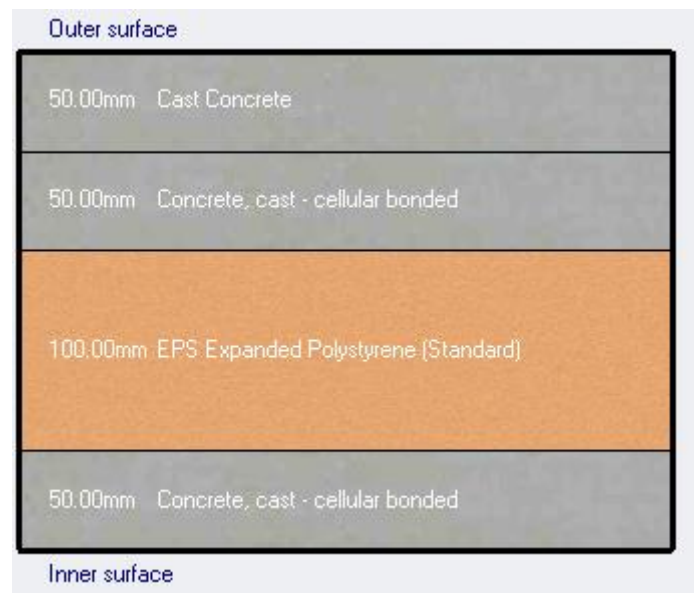 Outer surface
50.00mm Cast Concrete
50.00mm Concrete, cast - cellular bonded
100.00mm EPS Expanded Polystyrene (Standard)
50.00mm Concrete, cast - cellular bonded
Inner surface